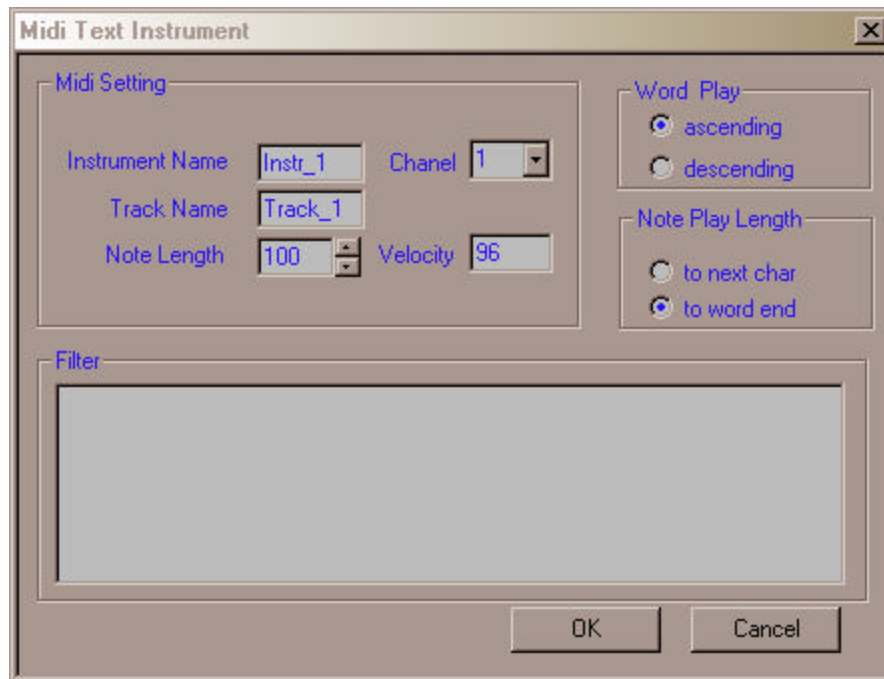 Midi Text Instrument
Midi Setting
Instrument Name Instr_1 Chanel 1
Track Name Track_1
Note Length 100 Velocity 96
Word Play
ascending
descending
Note Play Length
to next char
to word end
Filter
OK Cancel